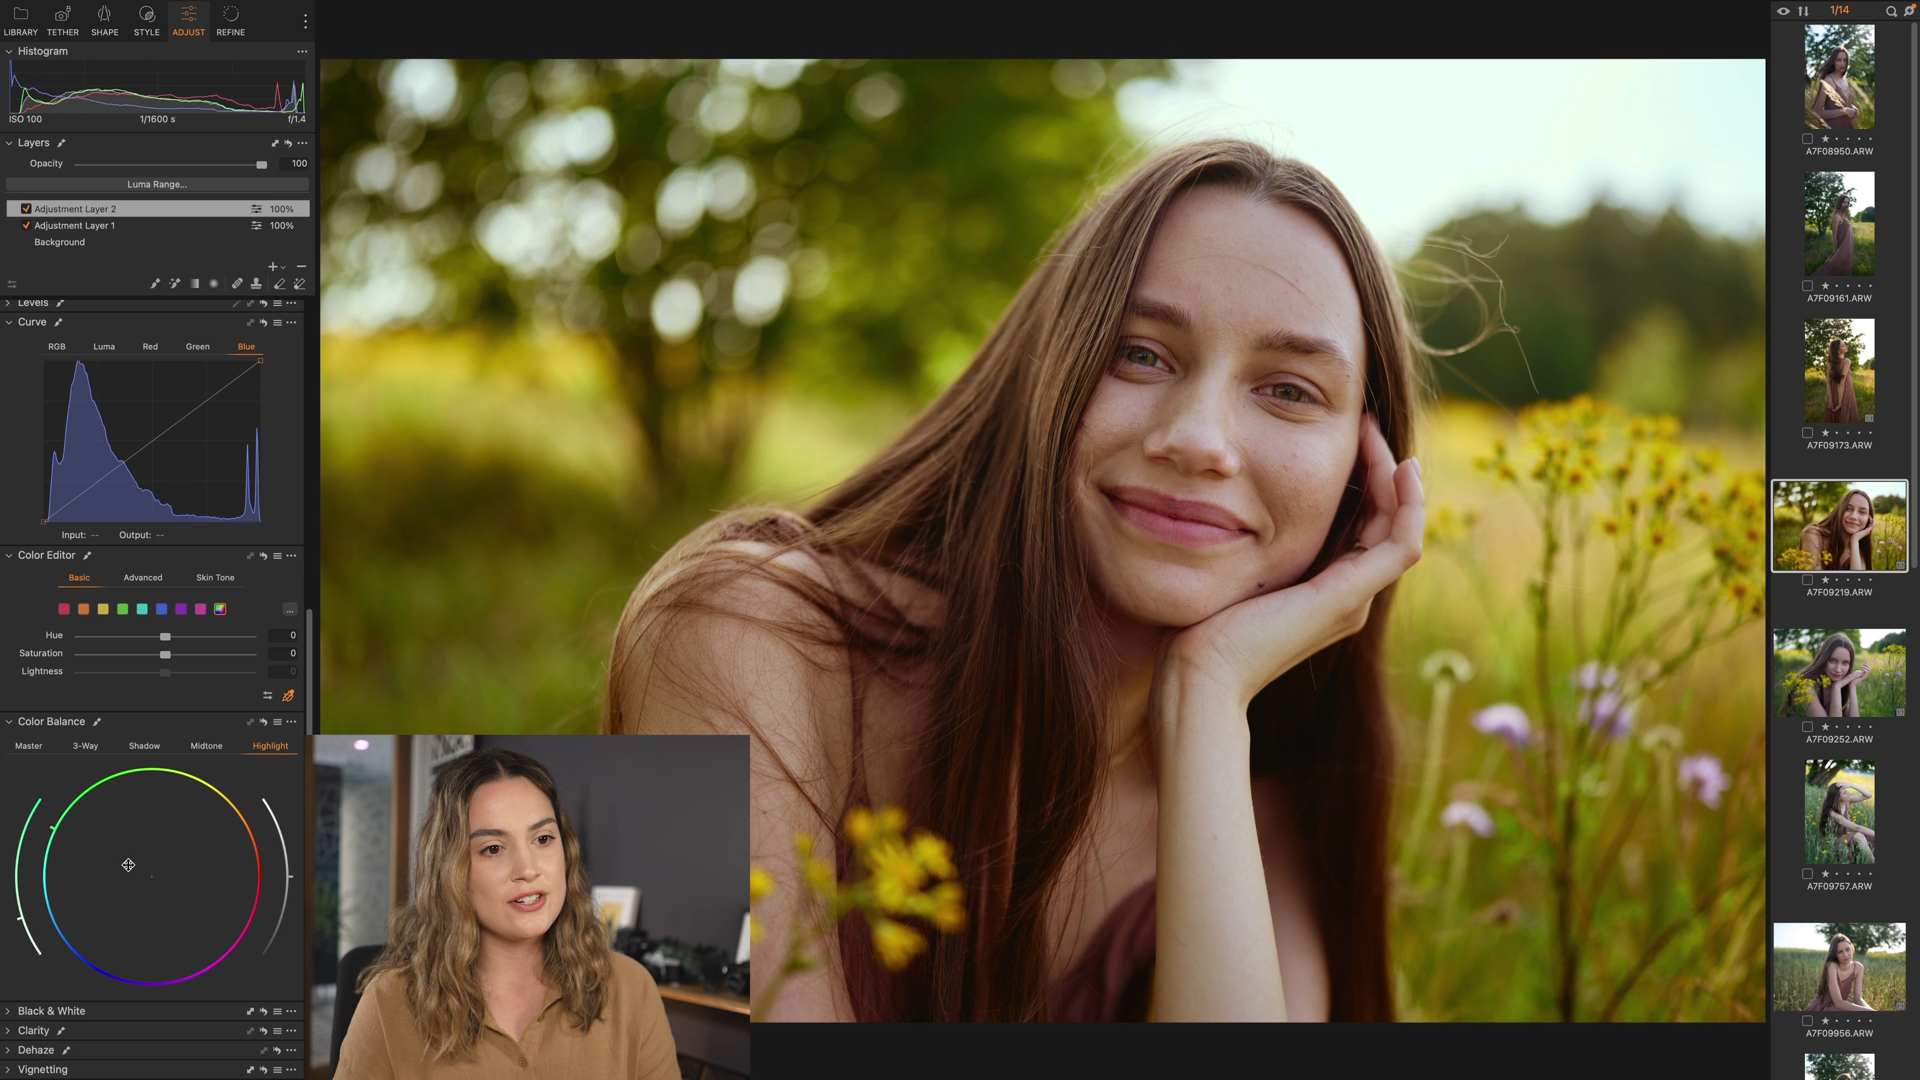 LIBRARY TETHER SHAPE STYLE ADJUST REFINE
Histogram
ISO 100 1/1600 s f/1.4
Layers
Opacity 100
Luma Range...
Adjustment Layer 2 100%
Adjustment Layer 1 100%
Background
Levels
Curve
RGB Luma Red Green Blue
Input: -- Output: --
Color Editor
Basic Advanced Skin Tone
...
Hue 0
Saturation 0
Lightness 0
Color Balance
Master 3-Way Shadow Midtone Highlight
Black & White
Clarity
Dehaze
Vignetting
1/14
A7F08950.ARW
A7F09161.ARW
A7F09173.ARW
A7F09219.ARW
A7F09252.ARW
A7F09757.ARW
A7F09956.ARW